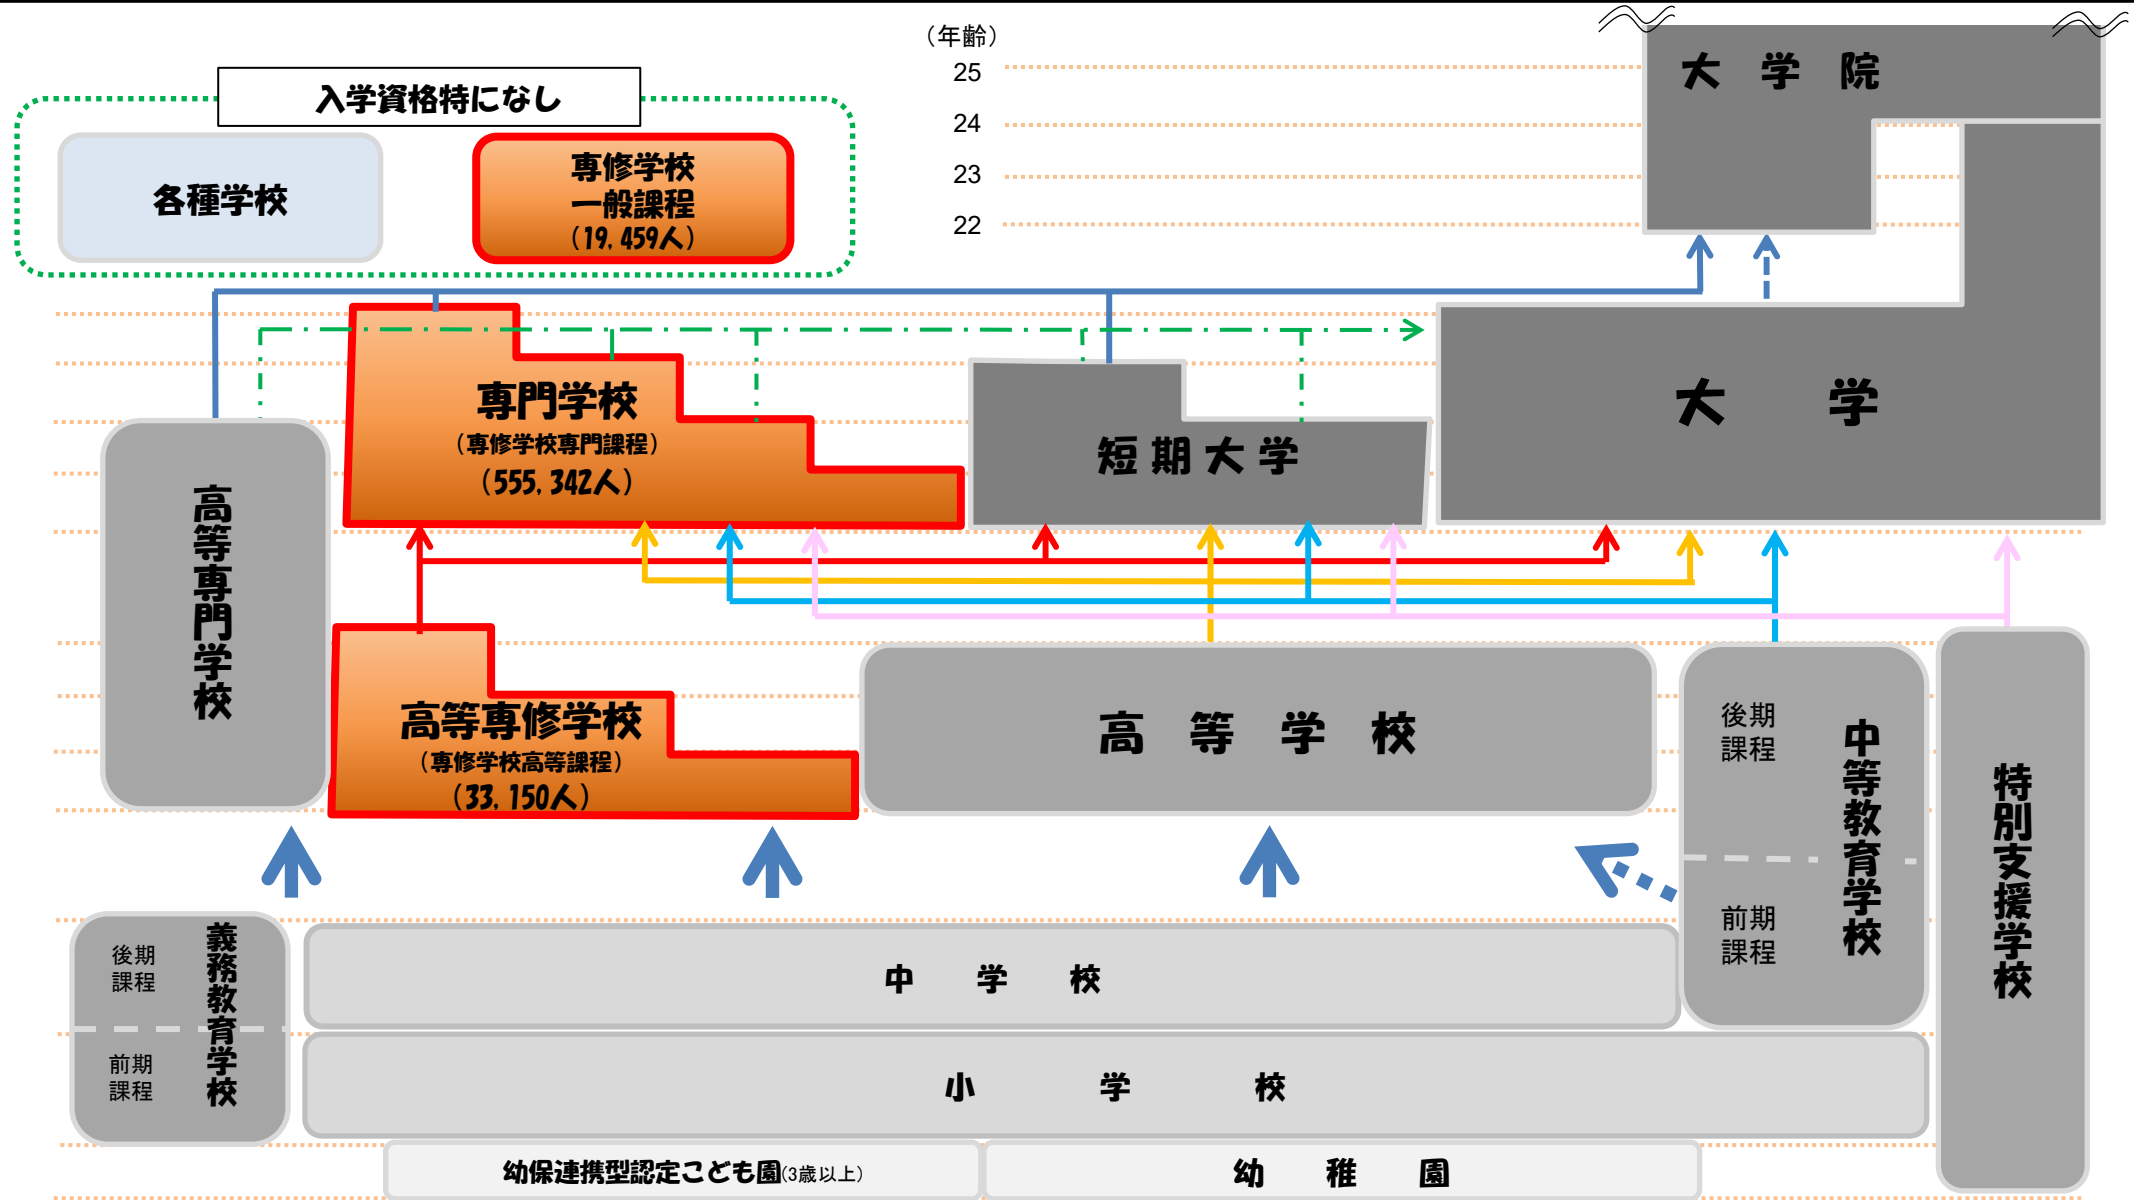 （年齢）
25
24
23
22
入学資格特になし
各種学校
専修学校
一般課程
（19,459人）
大学院
専門学校
（専修学校専門課程）
（555,342人）
短期大学
大学
高等専門学校
高等専修学校
（専修学校高等課程）
（33,150人）
高等学校
後期
課程
前期
課程
中等教育学校
特別支援学校
後期
課程
前期
課程
義務教育学校
中学校
小学校
幼保連携型認定こども園(3歳以上)
幼稚園